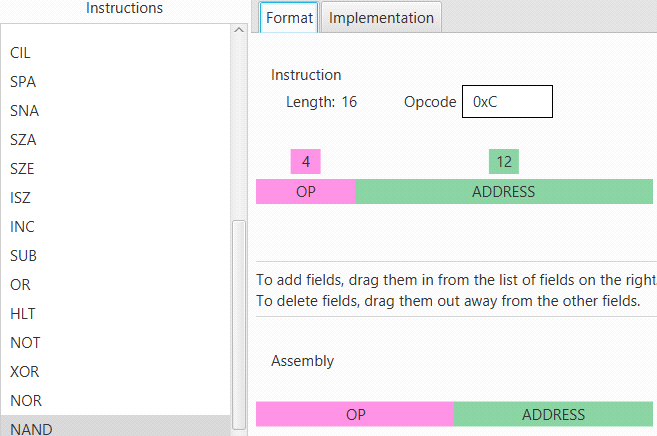 Instructions
CIL
SPA
SNA
SZA
SZE
ISZ
INC
SUB
OR
HLT
NOT
XOR
NOR
NAND
Format Implementation
Instruction
Length: 16 Opcode 0xC
4 12
OP ADDRESS
To add fields, drag them in from the list of fields on the right
To delete fields, drag them out away from the other fields.
Assembly
OP ADDRESS